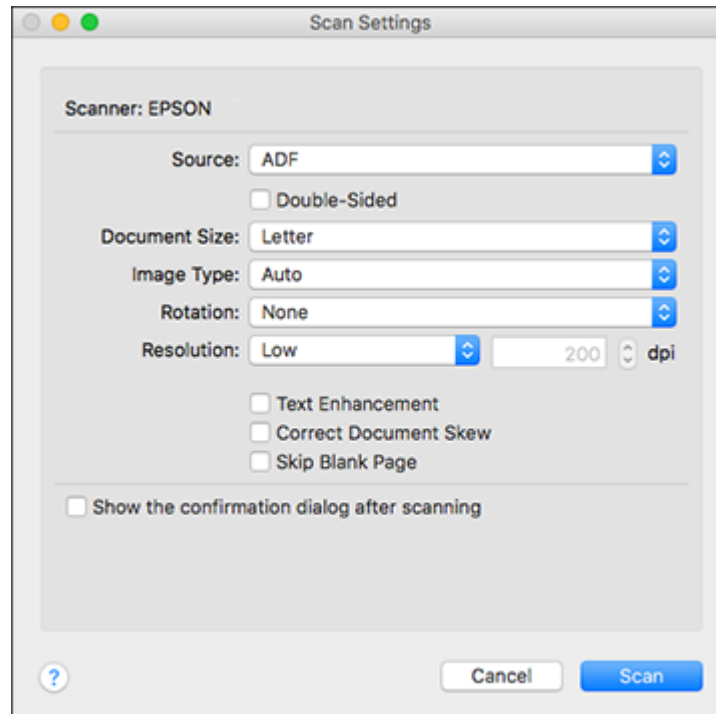 Scan Settings
Scanner: EPSON
Source: ADF
Double-Sided
Document Size: Letter
Image Type: Auto
Rotation: None
Resolution: Low 200 dpi
Text Enhancement
Correct Document Skew
Skip Blank Page
Show the confirmation dialog after scanning
? Cancel Scan